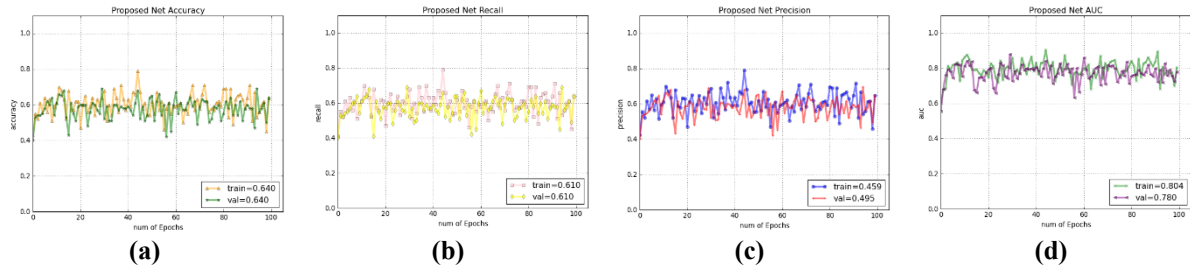 Proposed Net Accuracy
1.0
0.8
0.6
0.4
0.2
0.0
accuracy
0 20 40 60 80 100
num of Epochs
train=0.640
val=0.640
(a)
Proposed Net Recall
1.0
0.8
0.6
0.4
0.2
0.0
recall
0 20 40 60 80 100
num of Epochs
train=0.610
val=0.610
(b)
Proposed Net Precision
1.0
0.8
0.6
0.4
0.2
0.0
precision
0 20 40 60 80 100
num of Epochs
train=0.459
val=0.495
(c)
Proposed Net AUC
1.0
0.8
0.6
0.4
0.2
0.0
auc
0 20 40 60 80 100
num of Epochs
train=0.804
val=0.780
(d)